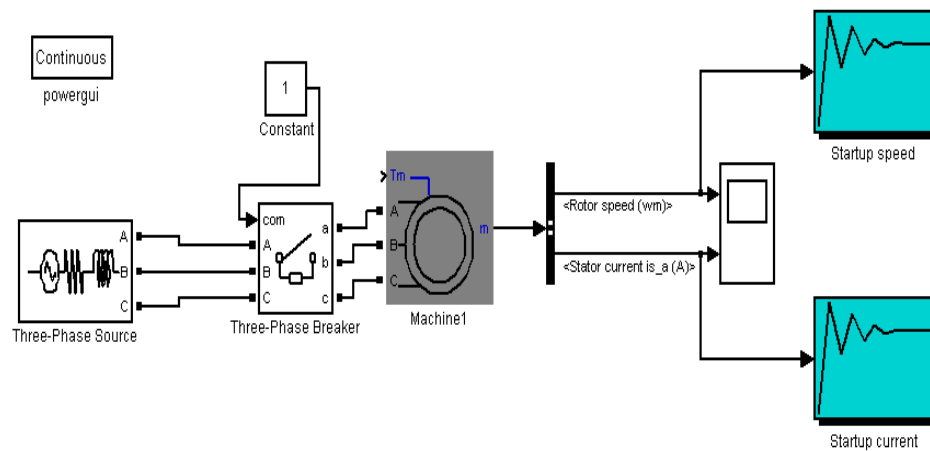 Continuous
powergui
1
Constant
Startup speed
Tm
com
A
A
B
B
C
C
a
b
c
A
B
C
m
<Rotor speed (wm)>
<Stator current is_a (A)>
Three-Phase Source
Three-Phase Breaker
Machine1
Startup current